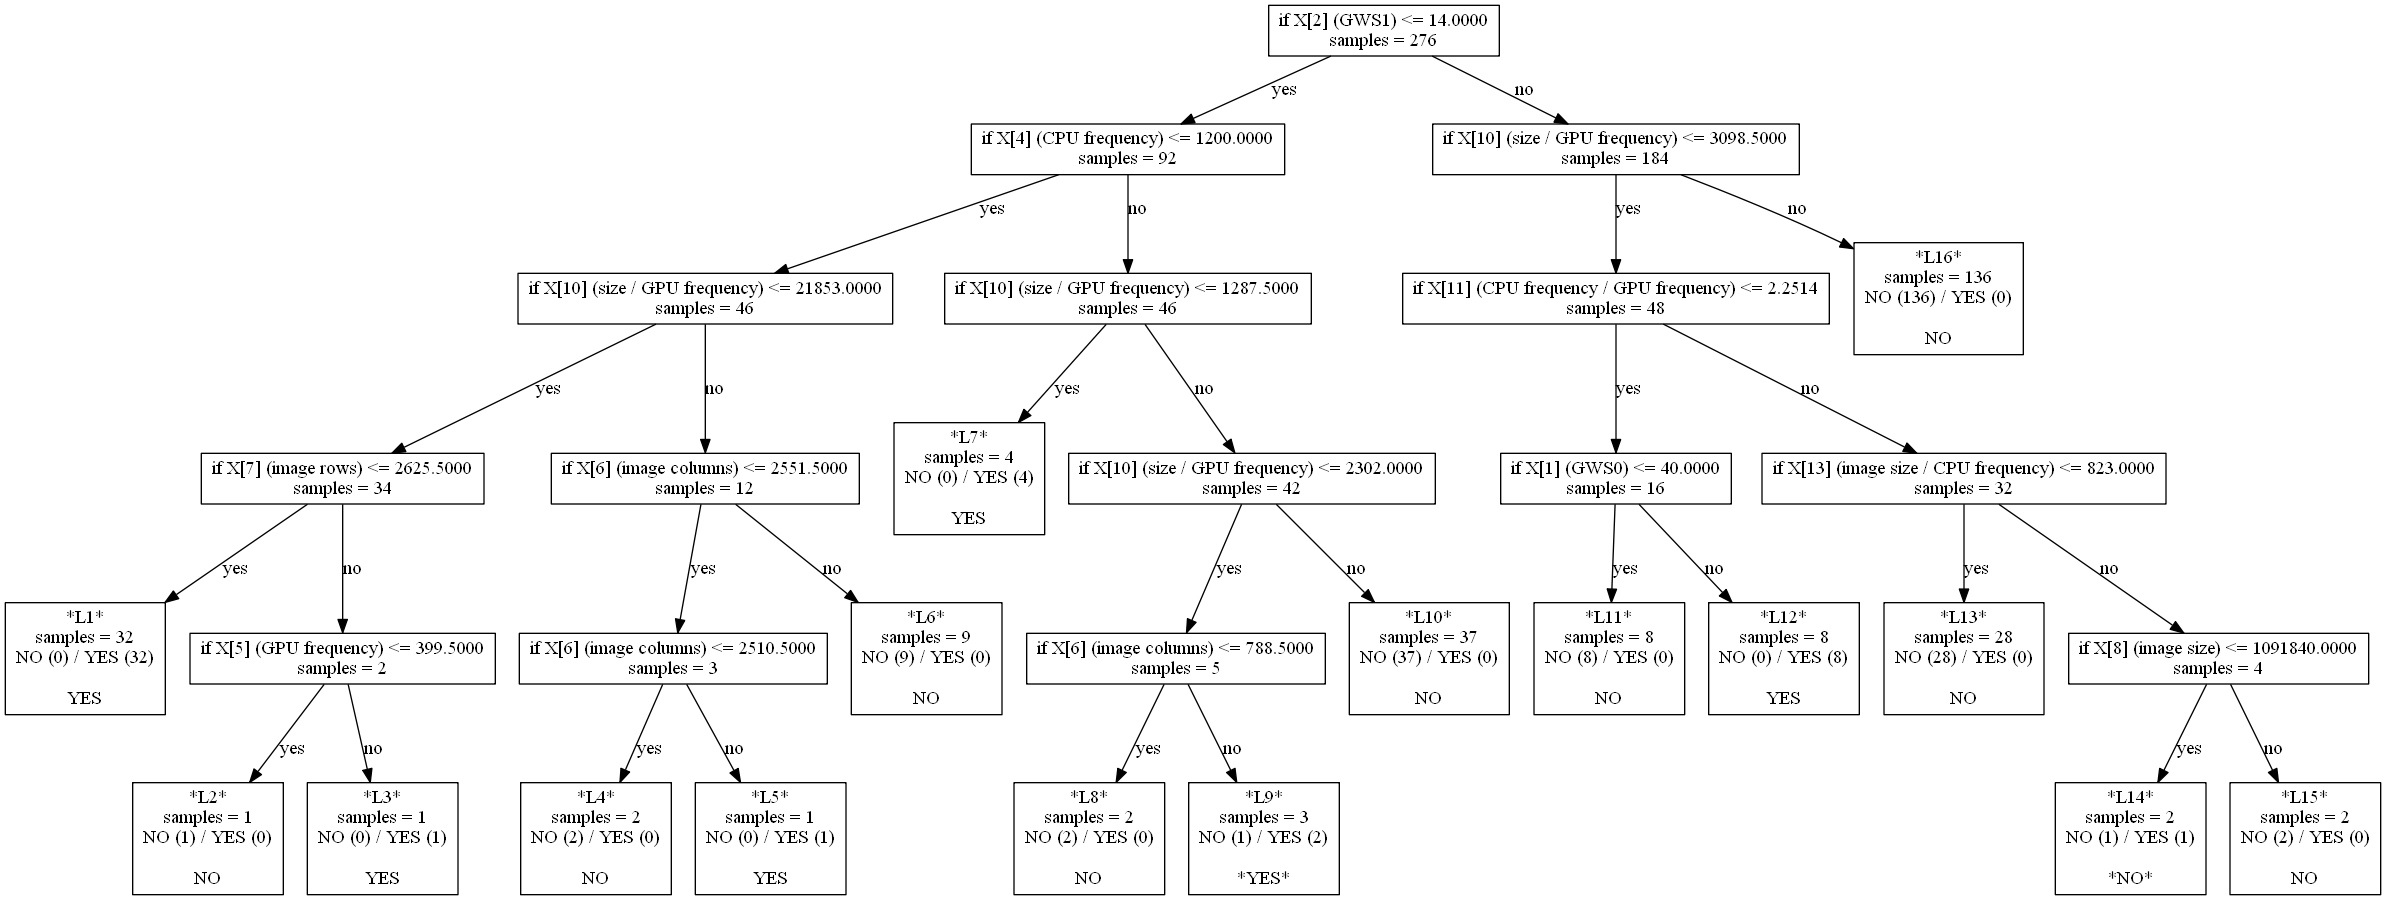 if X[2] (GWS1) <= 14.0000
samples = 276
yes
no
if X[4] (CPU frequency) <= 1200.0000
samples = 92
if X[10] (size / GPU frequency) <= 3098.5000
samples = 184
yes
no
yes
no
if X[10] (size / GPU frequency) <= 21853.0000
samples = 46
if X[10] (size / GPU frequency) <= 1287.5000
samples = 46
if X[11] (CPU frequency / GPU frequency) <= 2.2514
samples = 48
*L16*
samples = 136
NO (136) / YES (0)
NO
yes
no
yes
no
yes
no
if X[7] (image rows) <= 2625.5000
samples = 34
if X[6] (image columns) <= 2551.5000
samples = 12
*L7*
samples = 4
NO (0) / YES (4)
YES
if X[10] (size / GPU frequency) <= 2302.0000
samples = 42
if X[1] (GWS0) <= 40.0000
samples = 16
if X[13] (image size / CPU frequency) <= 823.0000
samples = 32
yes
no
yes
no
yes
no
yes
no
yes
no
*L1*
samples = 32
NO (0) / YES (32)
YES
if X[5] (GPU frequency) <= 399.5000
samples = 2
if X[6] (image columns) <= 2510.5000
samples = 3
*L6*
samples = 9
NO (9) / YES (0)
NO
if X[6] (image columns) <= 788.5000
samples = 5
*L10*
samples = 37
NO (37) / YES (0)
NO
*L11*
samples = 8
NO (8) / YES (0)
NO
*L12*
samples = 8
NO (0) / YES (8)
YES
*L13*
samples = 28
NO (28) / YES (0)
NO
if X[8] (image size) <= 1091840.0000
samples = 4
yes
no
yes
no
yes
no
yes
no
*L2*
samples = 1
NO (1) / YES (0)
NO
*L3*
samples = 1
NO (0) / YES (1)
YES
*L4*
samples = 2
NO (2) / YES (0)
NO
*L5*
samples = 1
NO (0) / YES (1)
YES
*L8*
samples = 2
NO (2) / YES (0)
NO
*L9*
samples = 3
NO (1) / YES (2)
*YES*
*L14*
samples = 2
NO (1) / YES (1)
*NO*
*L15*
samples = 2
NO (2) / YES (0)
NO